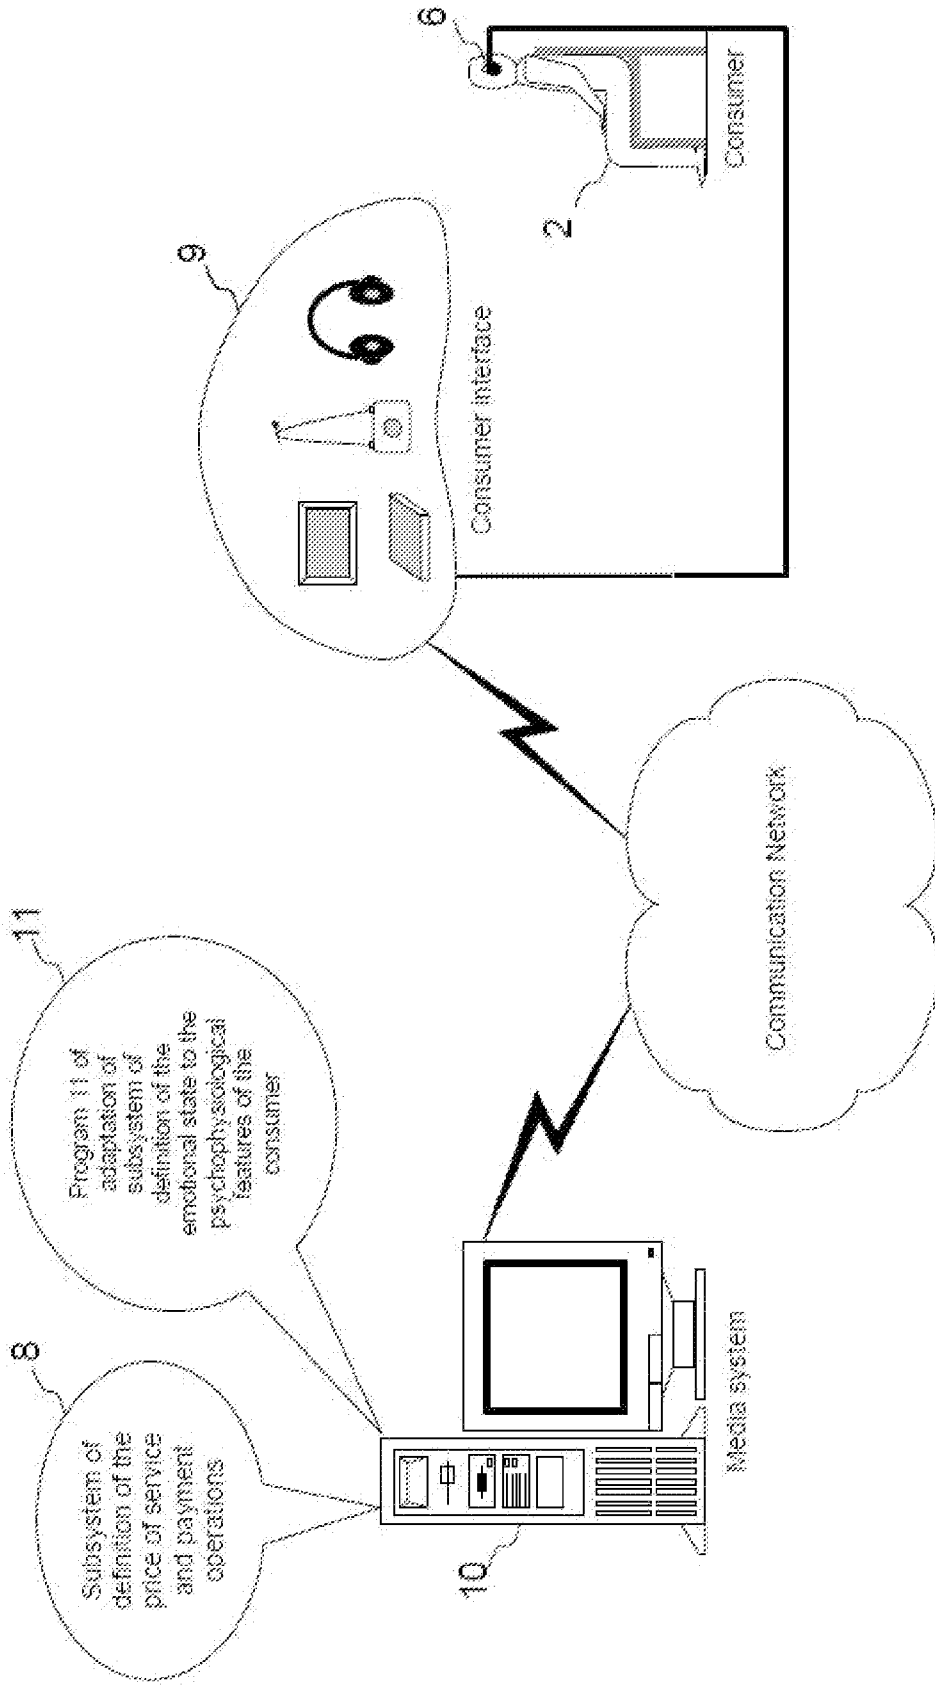 Subsystem of
definition of the
price of service
and payment
operations
8
Program 11 of
adaptation of
subsystem of
definition of the
emotional state to the
psychophysiological
features of the
consumer
11
10
Media system
Communication Network
9
Consumer interface
6
2
Consumer